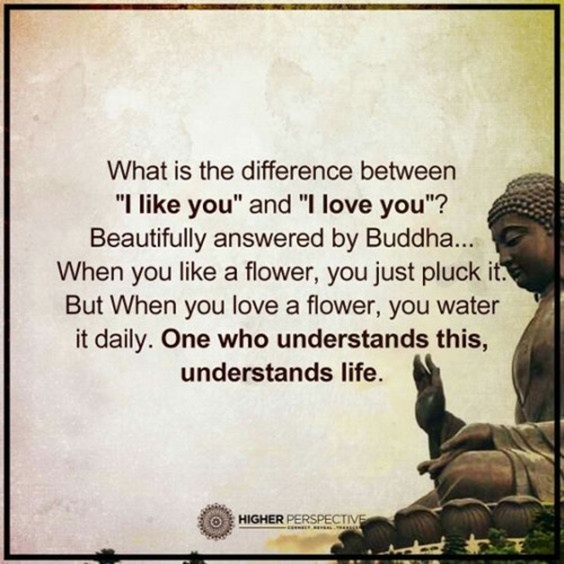 What is the difference between
"I like you" and "I love you"?
Beautifully answered by Buddha...
When you like a flower, you just pluck it.
But When you love a flower, you water
it daily. One who understands this,
understands life.
HIGHER PERSPECTIVE